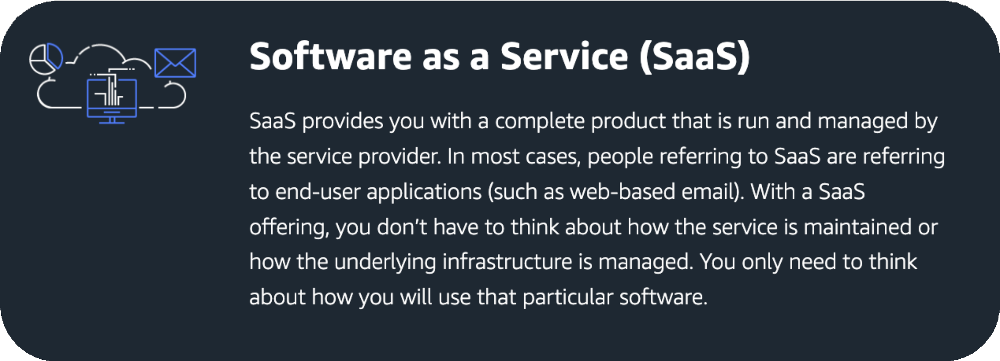 Software as a Service (SaaS)
SaaS provides you with a complete product that is run and managed by
the service provider. In most cases, people referring to SaaS are referring
to end-user applications (such as web-based email). With a SaaS
offering, you don’t have to think about how the service is maintained or
how the underlying infrastructure is managed. You only need to think
about how you will use that particular software.